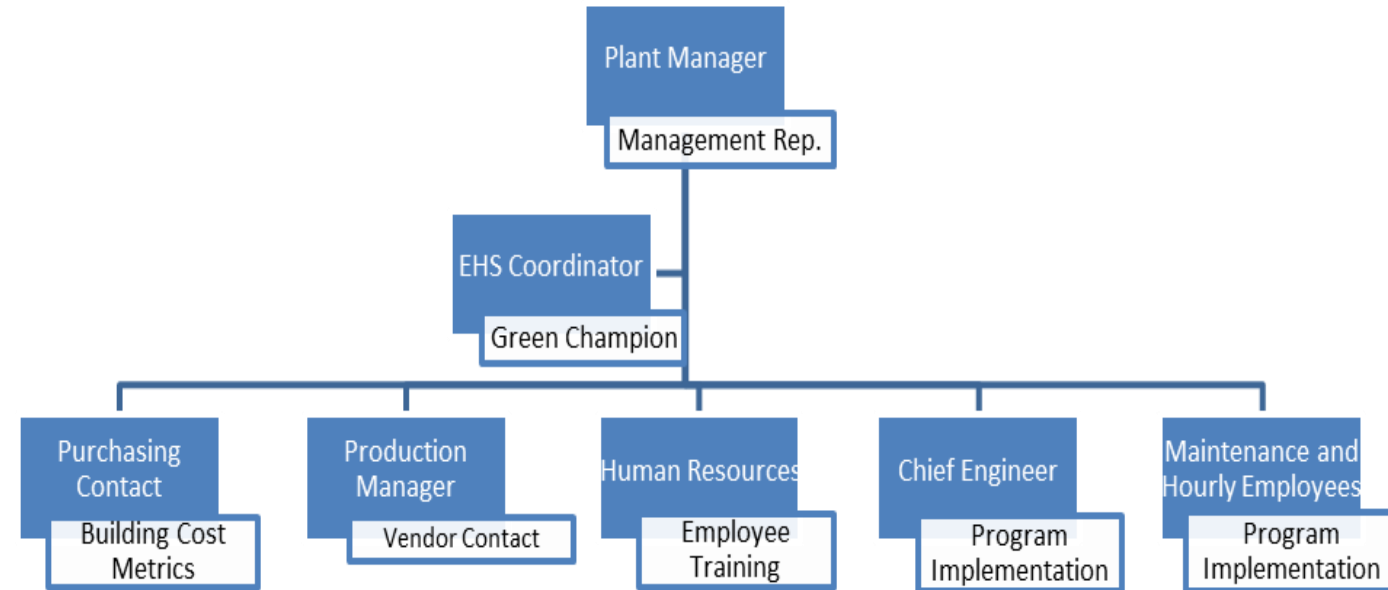 Plant Manager
Management Rep.
EHS Coordinator
Green Champion
Purchasing
Contact
Building Cost
Metrics
Production
Manager
Vendor Contact
Human Resources
Employee
Training
Chief Engineer
Program
Implementation
Maintenance and
Hourly Employees
Program
Implementation